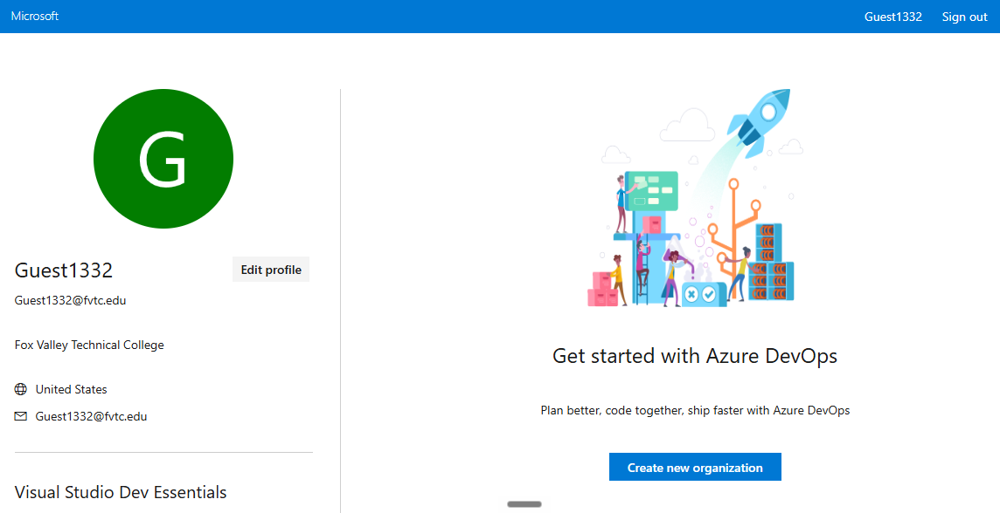 Microsoft
Guest1332
Sign out
G
Guest1332
Edit profile
Guest1332@fvtc.edu
Fox Valley Technical College
United States
Guest1332@fvtc.edu
Visual Studio Dev Essentials
Get started with Azure DevOps
Plan better, code together, ship faster with Azure DevOps
Create new organization